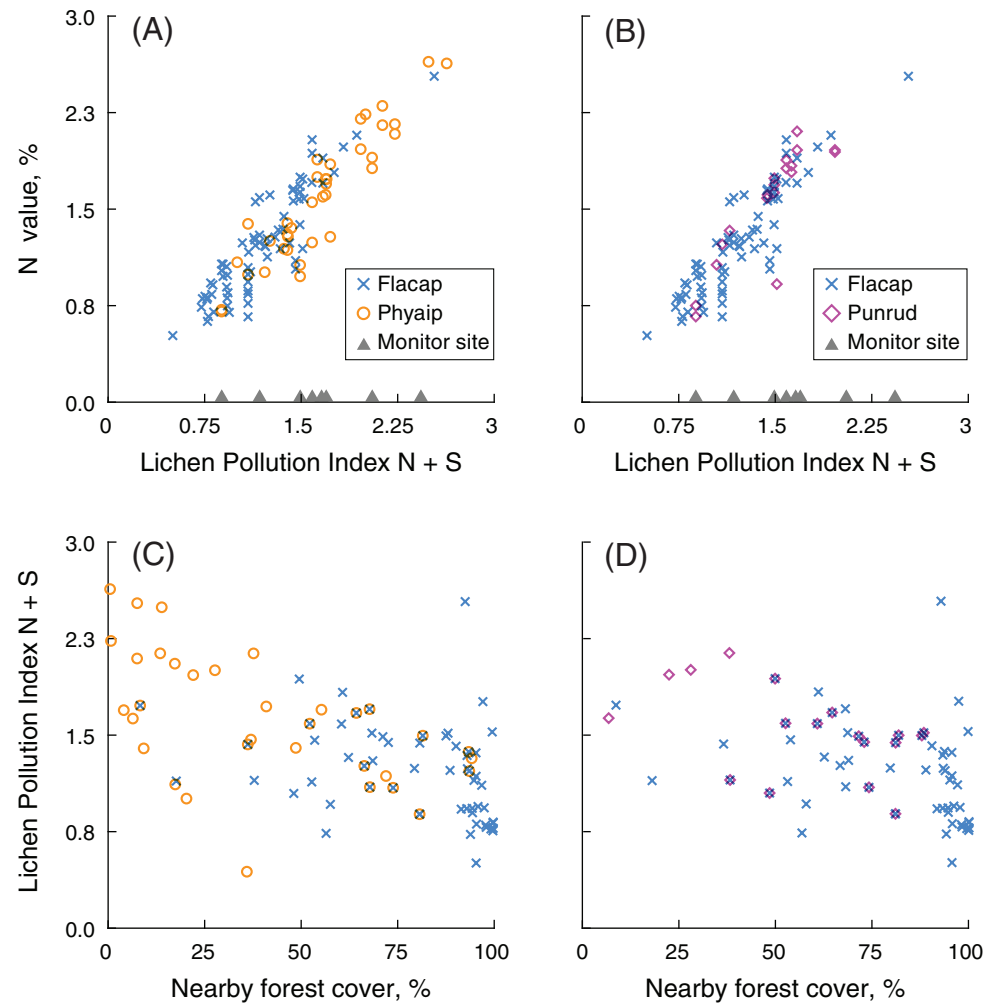 (A)
3.0
2.3
1.5
0.8
0.0
N value, %
Flacap
Phyaip
Monitor site
0 0.75 1.5 2.25 3
Lichen Pollution Index N + S
(B)
Flacap
Punrud
Monitor site
0 0.75 1.5 2.25 3
Lichen Pollution Index N + S
(C)
3.0
2.3
1.5
0.8
0.0
Lichen Pollution Index N + S
0 25 50 75 100
Nearby forest cover, %
(D)
0 25 50 75 100
Nearby forest cover, %